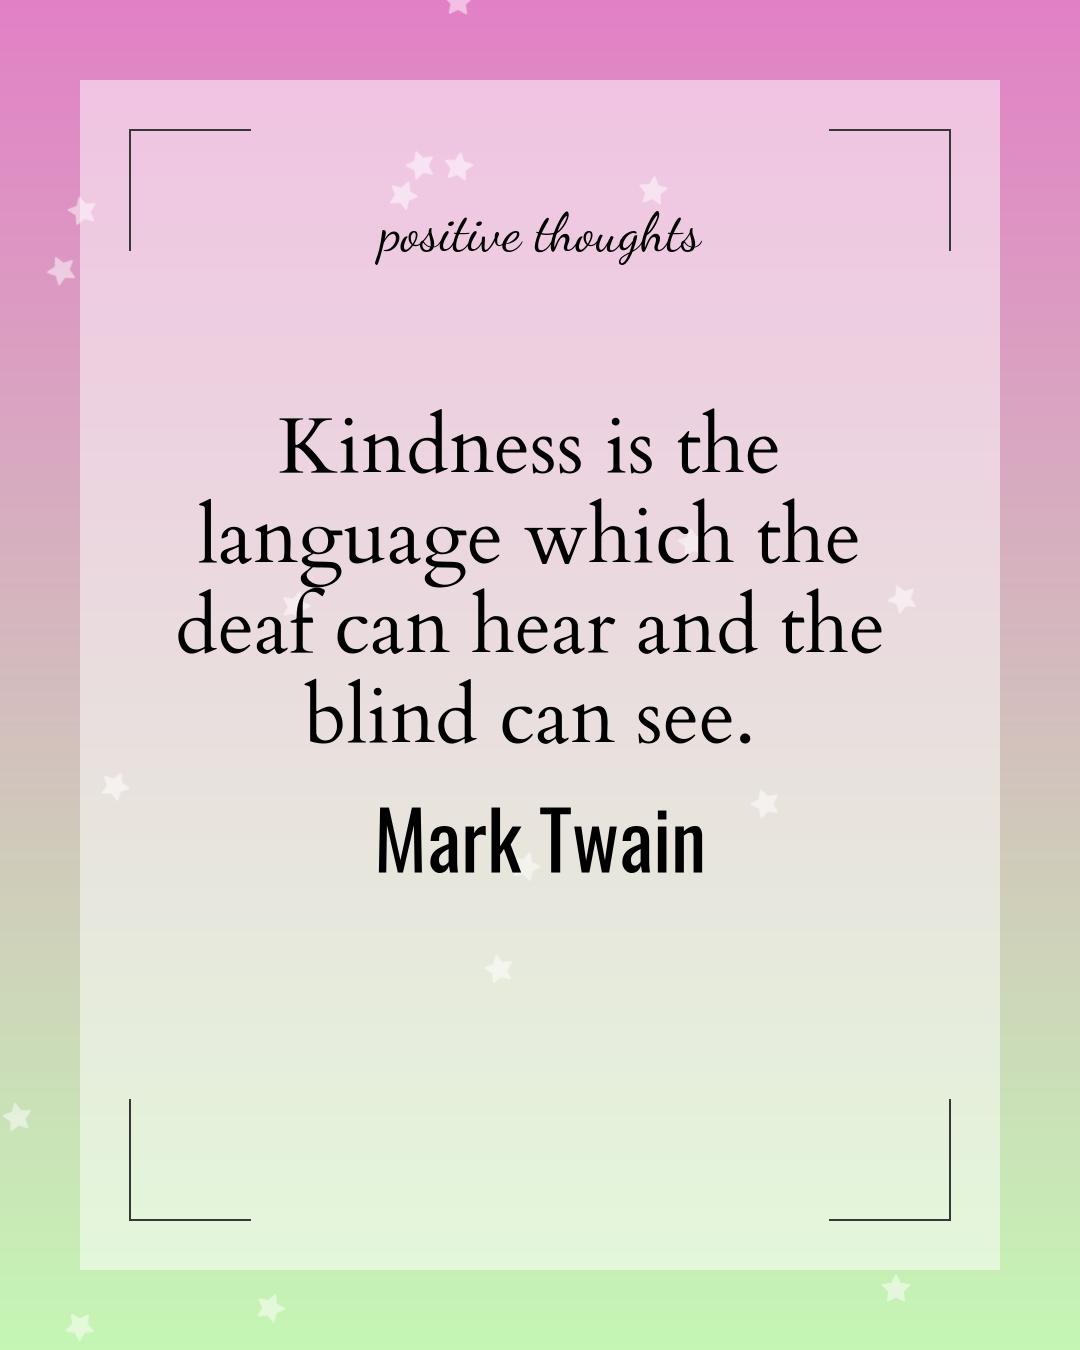 positive thoughts
Kindness is the
language which the
deaf can hear and the
blind can see.
Mark Twain